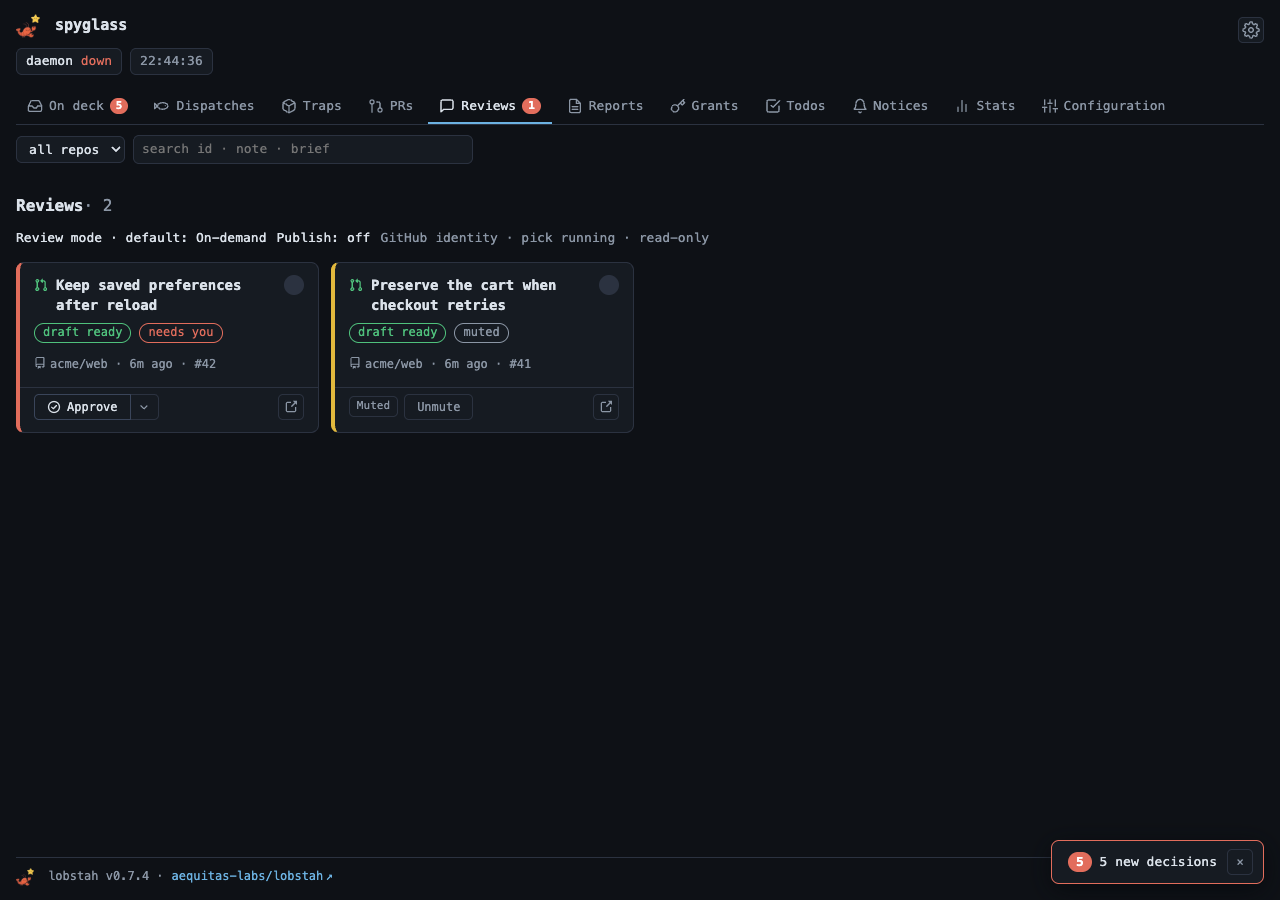 spyglass
daemon down 22:44:36
On deck 5 Dispatches Traps PRs Reviews 1 Reports Grants Todos Notices Stats Configuration
all repos search id · note · brief
Reviews · 2
Review mode · default: On-demand Publish: off GitHub identity · pick running · read-only
Keep saved preferences
after reload
draft ready needs you
acme/web · 6m ago · #42
Approve
Preserve the cart when
checkout retries
draft ready muted
acme/web · 6m ago · #41
Muted Unmute
5 5 new decisions ×
lobstah v0.7.4 · aequitas-labs/lobstah↗